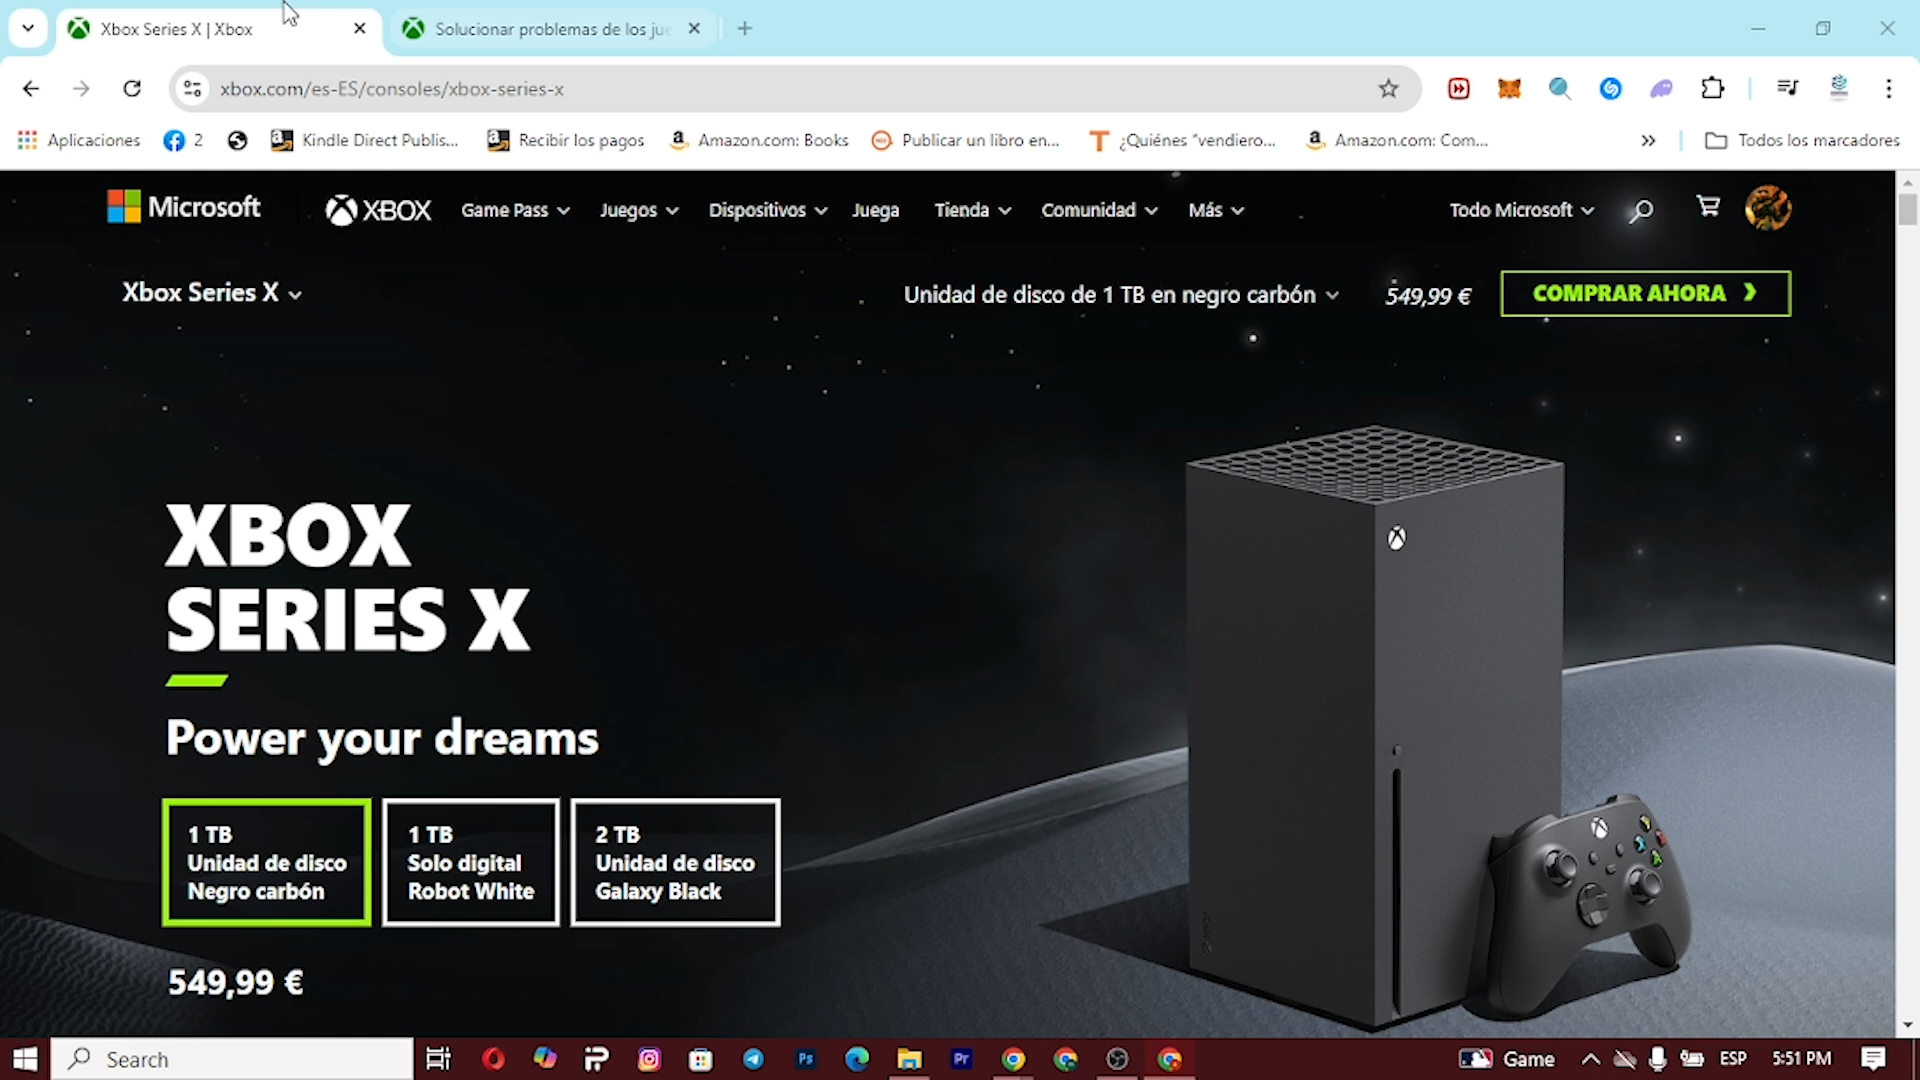 Xbox Series X | Xbox
Solucionar problemas de los jue
xbox.com/es-ES/consoles/xbox-series-x
Aplicaciones
2
Kindle Direct Publis...
Recibir los pagos
Amazon.com: Books
Publicar un libro en...
¿Quiénes “vendiero...
Amazon.com: Com...
Todos los marcadores
Microsoft
XBOX
Game Pass
Juegos
Dispositivos
Juega
Tienda
Comunidad
Más
Todo Microsoft
Xbox Series X
Unidad de disco de 1 TB en negro carbón
549,99 €
COMPRAR AHORA
XBOX
SERIES X
Power your dreams
1 TB
Unidad de disco
Negro carbón
1 TB
Solo digital
Robot White
2 TB
Unidad de disco
Galaxy Black
549,99 €
Search
Ps
Pr
Game
ESP
5:51 PM